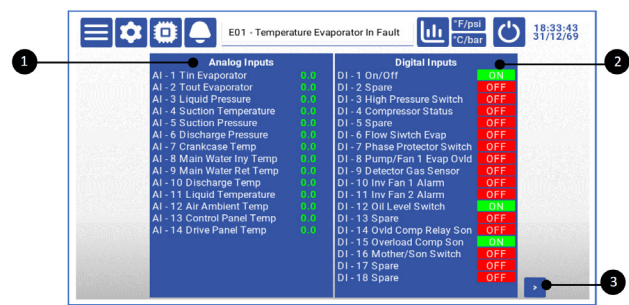 E01 - Temperature Evaporator In Fault
°F/psi
°C/bar
18:33:43
31/12/69
1
2
Analog Inputs
AI - 1 Tin Evaporator 0.0
AI - 2 Tout Evaporator 0.0
AI - 3 Liquid Pressure 0.0
AI - 4 Suction Temperature 0.0
AI - 5 Suction Pressure 0.0
AI - 6 Discharge Pressure 0.0
AI - 7 Crankcase Temp 0.0
AI - 8 Main Water Iny Temp 0.0
AI - 9 Main Water Ret Temp 0.0
AI - 10 Discharge Temp 0.0
AI - 11 Liquid Temperature 0.0
AI - 12 Air Ambient Temp 0.0
AI - 13 Control Panel Temp 0.0
AI - 14 Drive Panel Temp 0.0
Digital Inputs
DI - 1 On/Off ON
DI - 2 Spare OFF
DI - 3 High Pressure Switch OFF
DI - 4 Compressor Status OFF
DI - 5 Spare OFF
DI - 6 Flow Siwtch Evap OFF
DI - 7 Phase Protector Switch OFF
DI - 8 Pump/Fan 1 Evap Ovld OFF
DI - 9 Detector Gas Sensor OFF
DI - 10 Inv Fan 1 Alarm OFF
DI - 11 Inv Fan 2 Alarm OFF
DI - 12 Oil Level Switch ON
DI - 13 Spare OFF
DI - 14 Ovld Comp Relay Son OFF
DI - 15 Overload Comp Son ON
DI - 16 Mother/Son Switch OFF
DI - 17 Spare OFF
DI - 18 Spare OFF
>
3